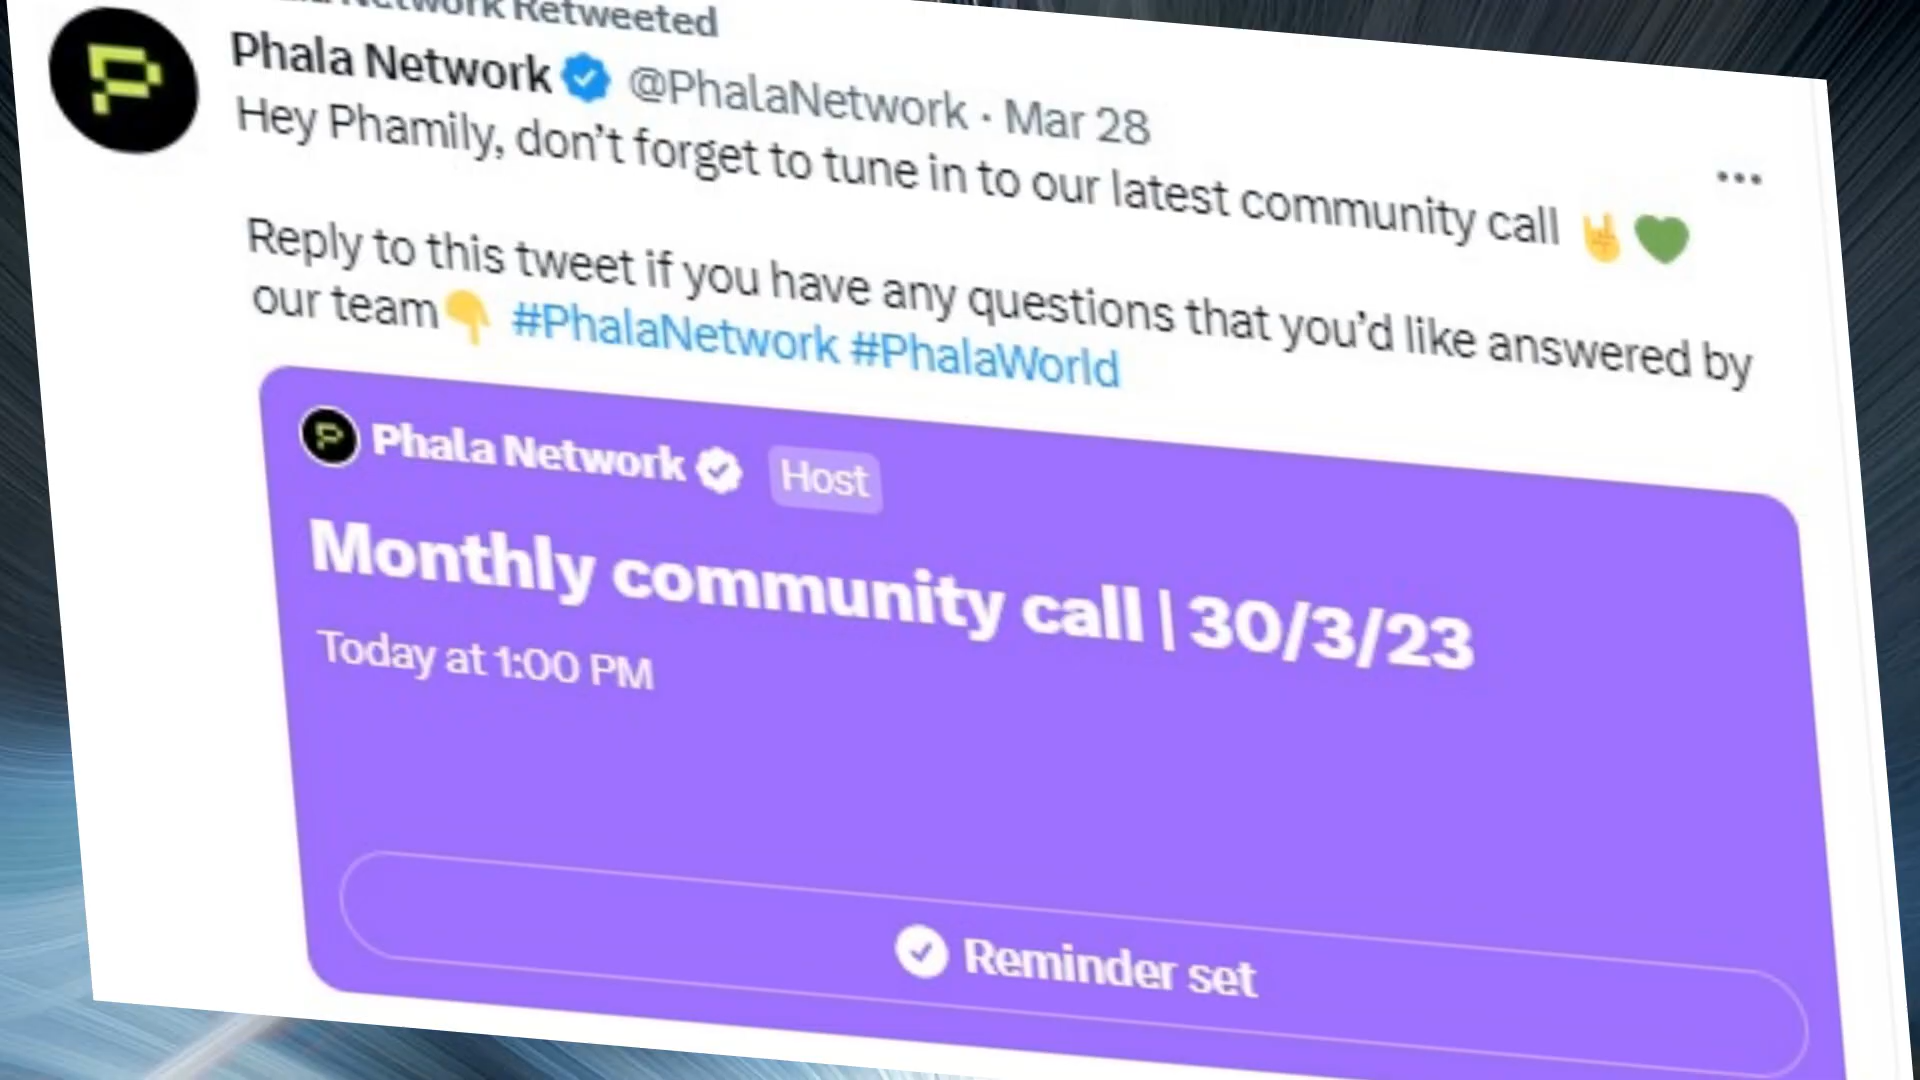 Network Retweeted
Phala Network @PhalaNetwork · Mar 28
Hey Phamily, don’t forget to tune in to our latest community call 🤘💚
Reply to this tweet if you have any questions that you’d like answered by
our team👇 #PhalaNetwork #PhalaWorld
Phala Network Host
Monthly community call | 30/3/23
Today at 1:00 PM
Reminder set